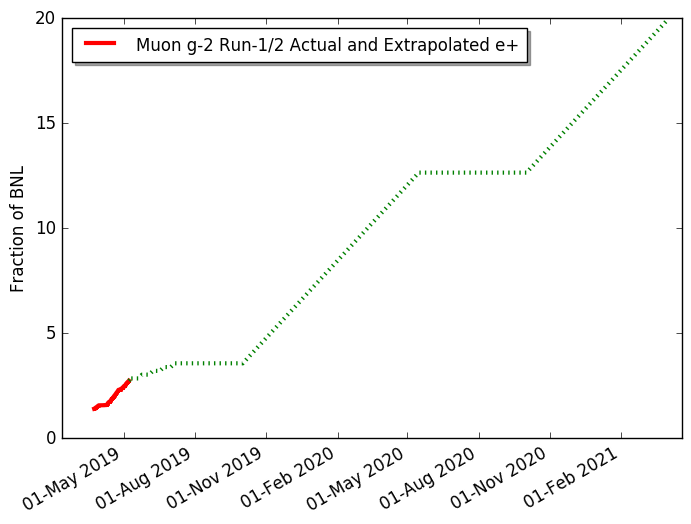 20
Muon g-2 Run-1/2 Actual and Extrapolated e+
15
10
5
0
Fraction of BNL
01-May 2019
01-Aug 2019
01-Nov 2019
01-Feb 2020
01-May 2020
01-Aug 2020
01-Nov 2020
01-Feb 2021